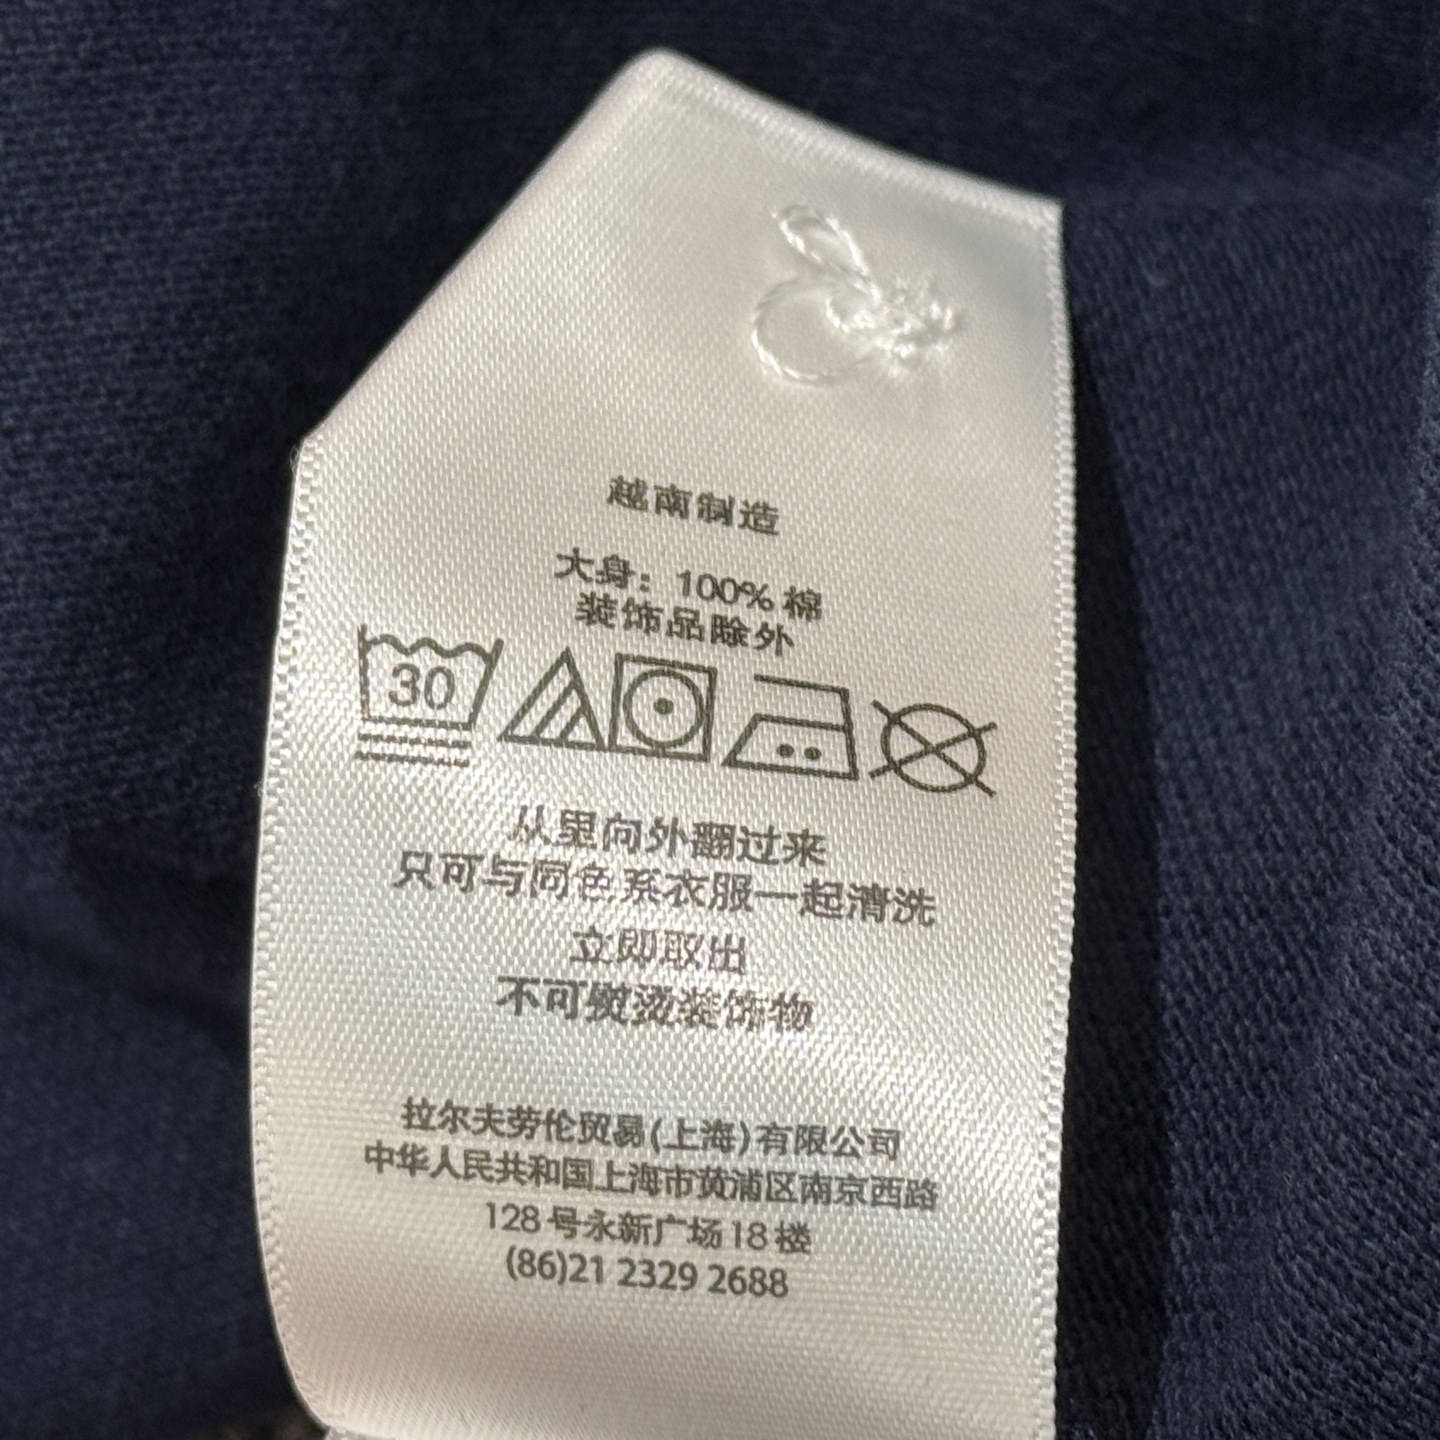 越南制造
大身：100% 棉
装饰品除外
30
从里向外翻过来
只可与同色系衣服一起清洗
立即取出
不可熨烫装饰物
拉尔夫劳伦贸易(上海)有限公司
中华人民共和国上海市黄浦区南京西路
128 号永新广场 18 楼
(86)21 2329 2688